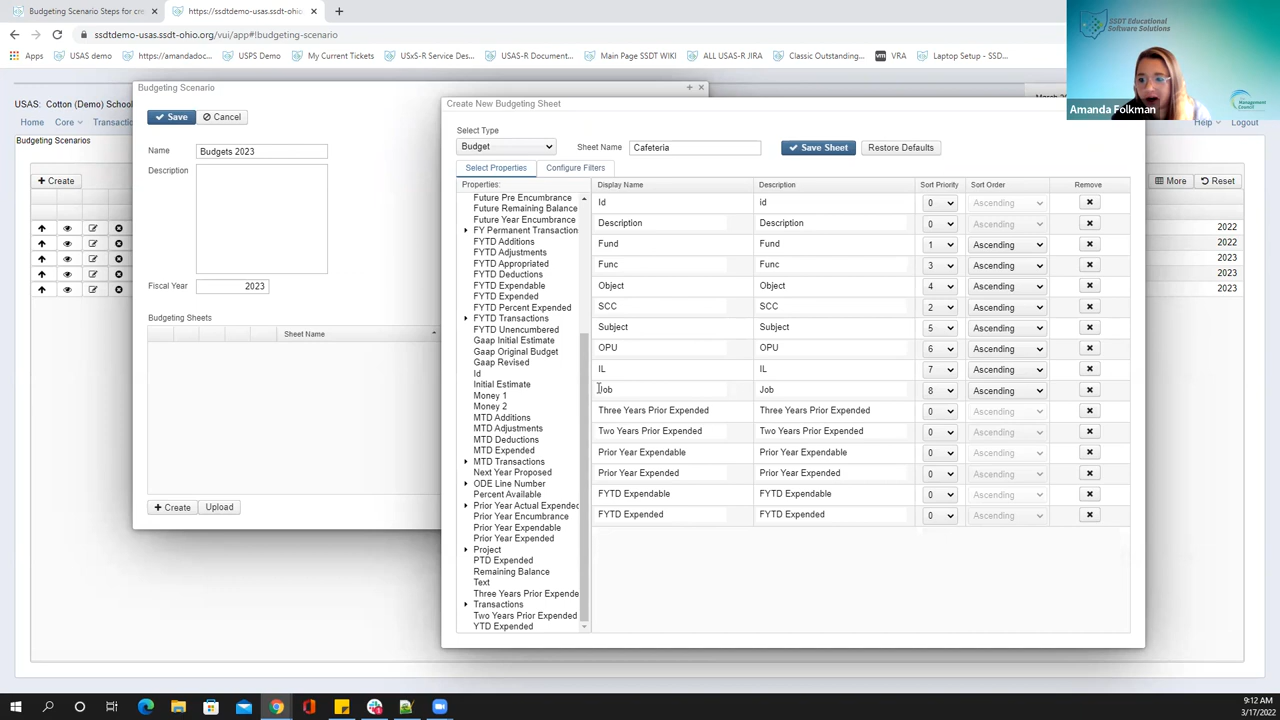 Budgeting Scenario Steps for cre
https://ssdtdemo-usas.ssdt-ohio.
ssdtdemo-usas.ssdt-ohio.org/vui/app#!budgeting-scenario
Apps
USAS demo
https://amandadoc...
USPS Demo
My Current Tickets
USxS-R Service Des...
USAS-R Document...
Main Page SSDT WIKI
ALL USAS-R JIRA
Classic Outstanding...
vm VRA
Laptop Setup - SSD...
SSDT Educational
Software Solutions
Management
Council
Amanda Folkman
USAS: Cotton (Demo) School
Home
Core
Transactio
Help
Logout
Budgeting Scenarios
+ Create
More
Reset
2022
2022
2023
2023
2023
Budgeting Scenario
Save
Cancel
Name
Budgets 2023
Description
Fiscal Year
2023
Budgeting Sheets
Sheet Name
+ Create
Upload
Create New Budgeting Sheet
Select Type
Budget
Sheet Name
Cafeteria
Save Sheet
Restore Defaults
Select Properties
Configure Filters
Properties:
Future Pre Encumbrance
Future Remaining Balance
Future Year Encumbrance
FY Permanent Transaction
FYTD Additions
FYTD Adjustments
FYTD Appropriated
FYTD Deductions
FYTD Expendable
FYTD Expended
FYTD Percent Expended
FYTD Transactions
FYTD Unencumbered
Gaap Initial Estimate
Gaap Original Budget
Gaap Revised
Id
Initial Estimate
Money 1
Money 2
MTD Additions
MTD Adjustments
MTD Deductions
MTD Expended
MTD Transactions
Next Year Proposed
ODE Line Number
Percent Available
Prior Year Actual Expended
Prior Year Encumbrance
Prior Year Expendable
Prior Year Expended
Project
PTD Expended
Remaining Balance
Text
Three Years Prior Expende
Transactions
Two Years Prior Expended
YTD Expended
Display Name Description Sort Priority Sort Order Remove
Id id 0 Ascending
Description Description 0 Ascending
Fund Fund 1 Ascending
Func Func 3 Ascending
Object Object 4 Ascending
SCC SCC 2 Ascending
Subject Subject 5 Ascending
OPU OPU 6 Ascending
IL IL 7 Ascending
Job Job 8 Ascending
Three Years Prior Expended Three Years Prior Expended 0 Ascending
Two Years Prior Expended Two Years Prior Expended 0 Ascending
Prior Year Expendable Prior Year Expendable 0 Ascending
Prior Year Expended Prior Year Expended 0 Ascending
FYTD Expendable FYTD Expendable 0 Ascending
FYTD Expended FYTD Expended 0 Ascending
9:12 AM
3/17/2022